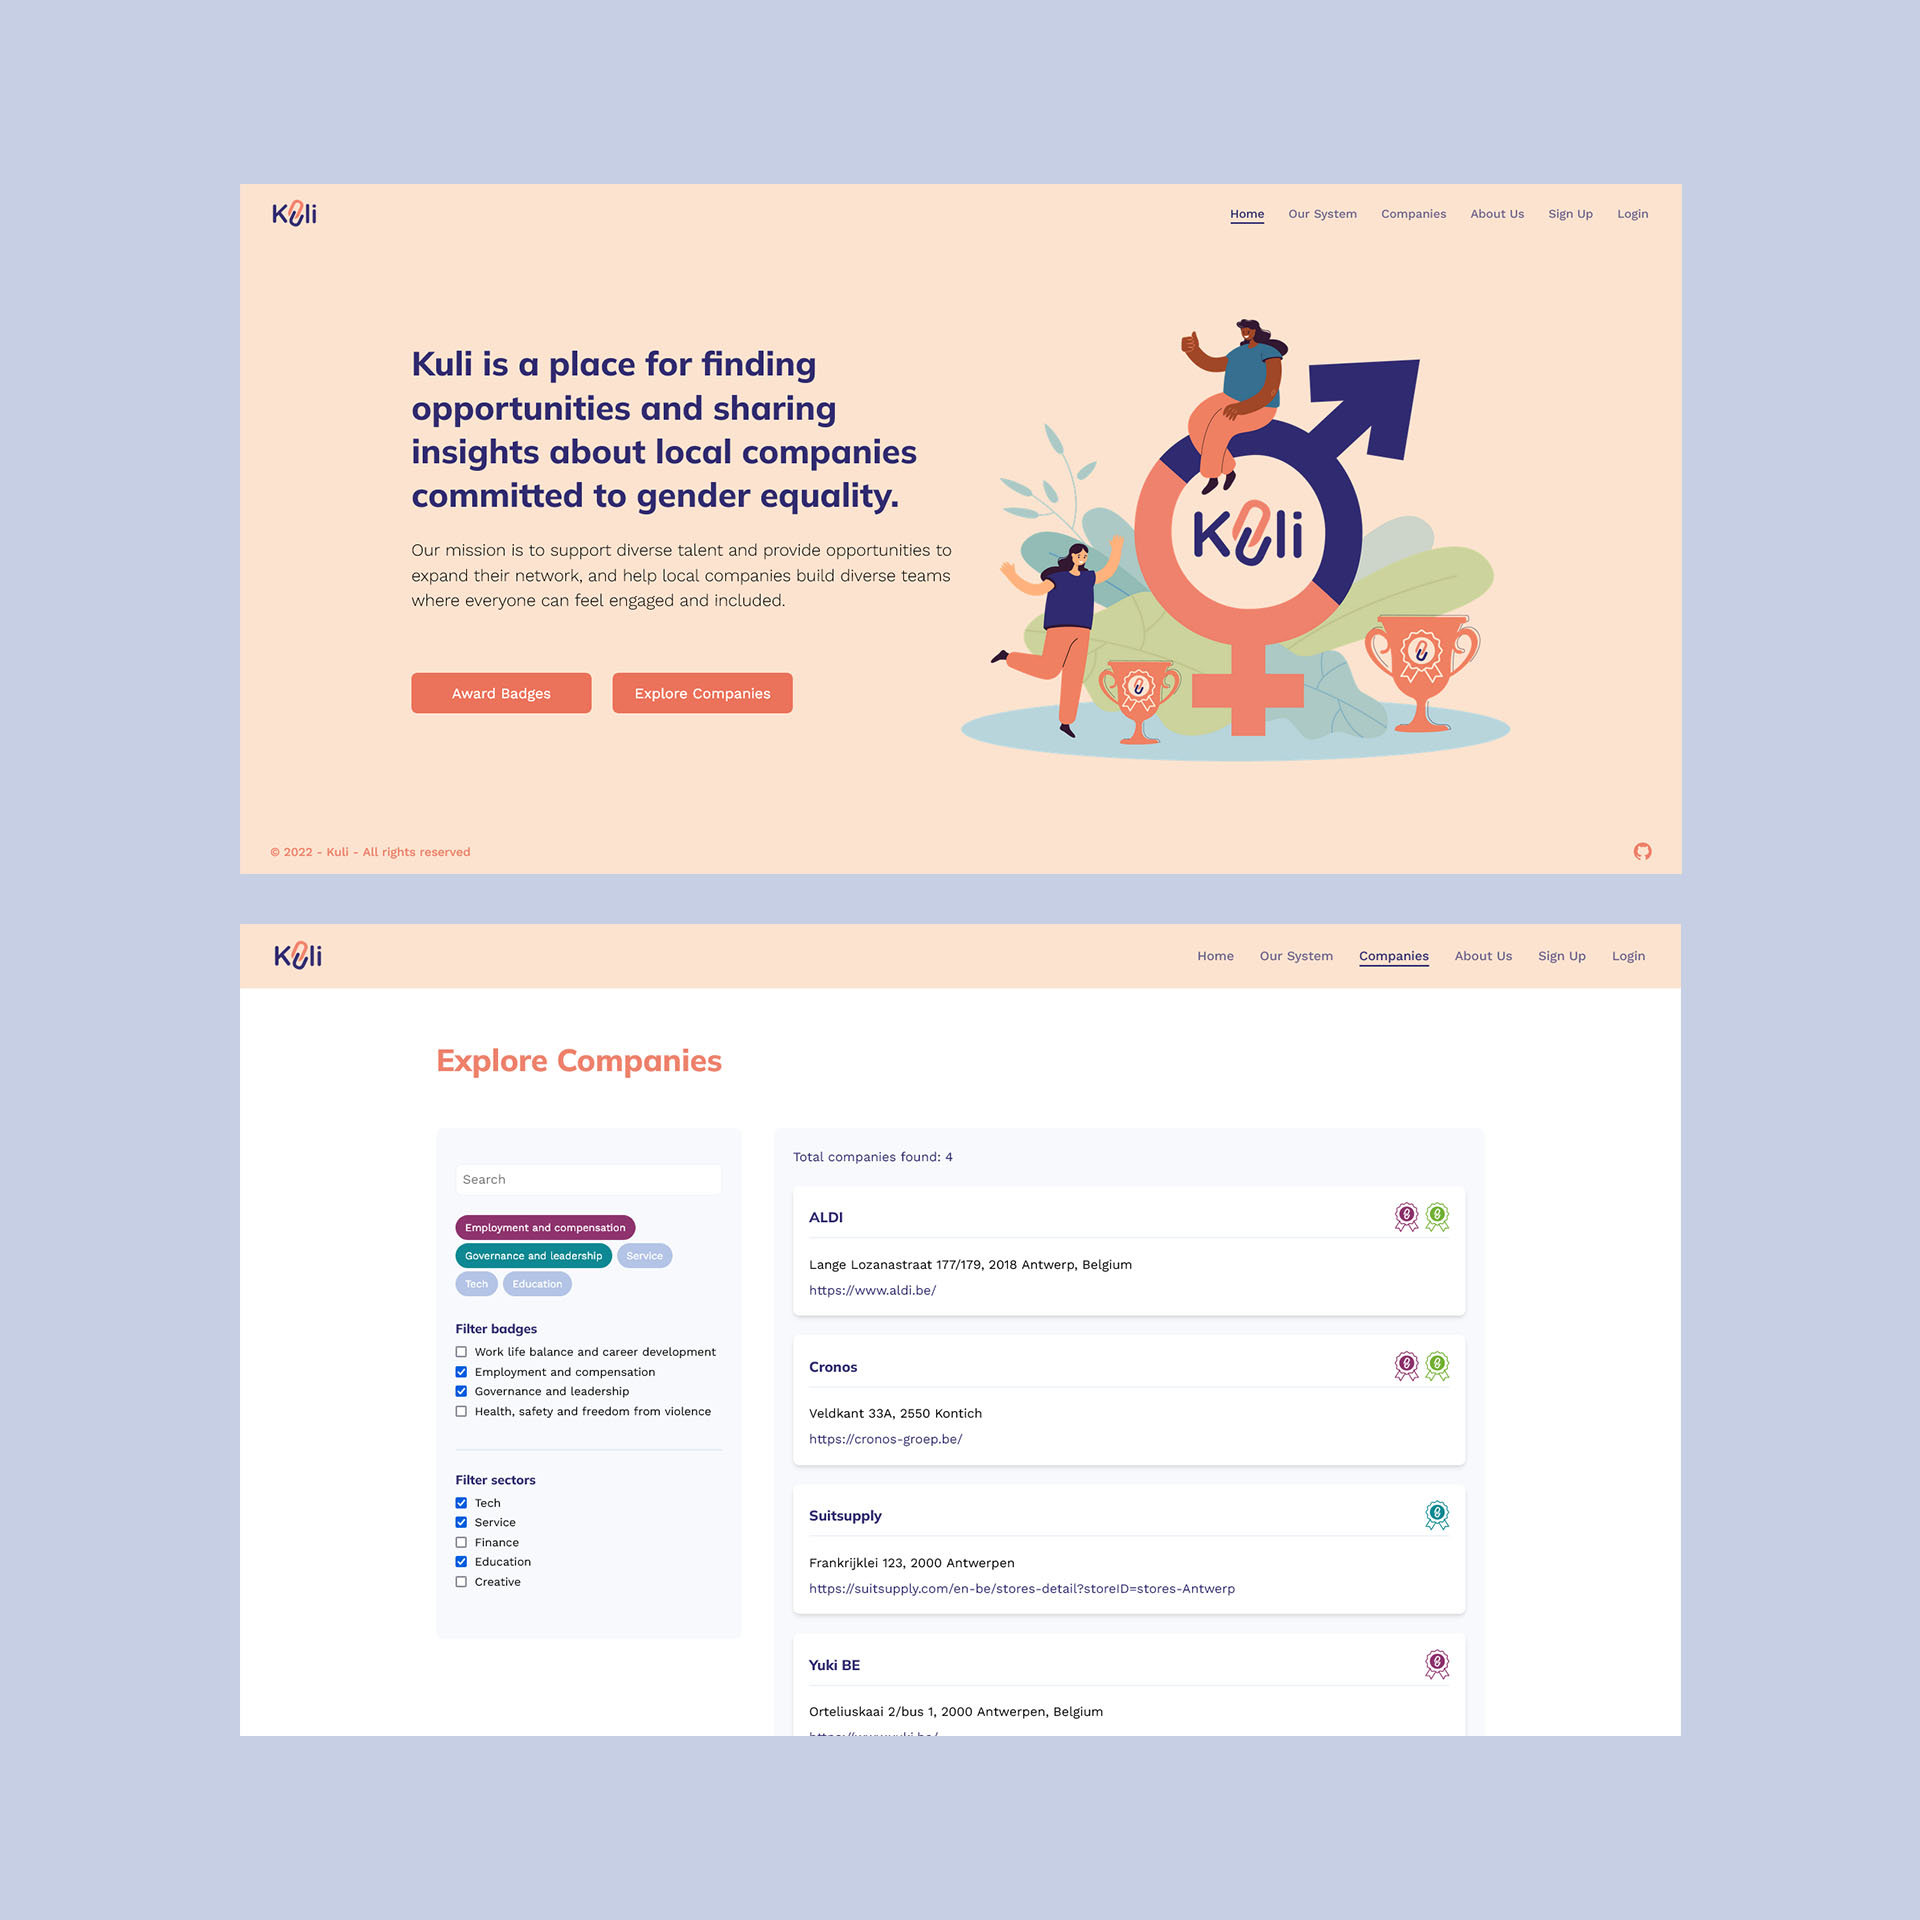 Kuli
Home Our System Companies About Us Sign Up Login
Kuli is a place for finding
opportunities and sharing
insights about local companies
committed to gender equality.
Our mission is to support diverse talent and provide opportunities to
expand their network, and help local companies build diverse teams
where everyone can feel engaged and included.
Award Badges Explore Companies
Kuli
© 2022 - Kuli - All rights reserved
Kuli
Home Our System Companies About Us Sign Up Login
Explore Companies
Search
Employment and compensation
Governance and leadership Service
Tech Education
Filter badges
Work life balance and career development
Employment and compensation
Governance and leadership
Health, safety and freedom from violence
Filter sectors
Tech
Service
Finance
Education
Creative
Total companies found: 4
ALDI
Lange Lozanastraat 177/179, 2018 Antwerp, Belgium
https://www.aldi.be/
Cronos
Veldkant 33A, 2550 Kontich
https://cronos-groep.be/
Suitsupply
Frankrijklei 123, 2000 Antwerpen
https://suitsupply.com/en-be/stores-detail?storeID=stores-Antwerp
Yuki BE
Orteliuskaai 2/bus 1, 2000 Antwerpen, Belgium